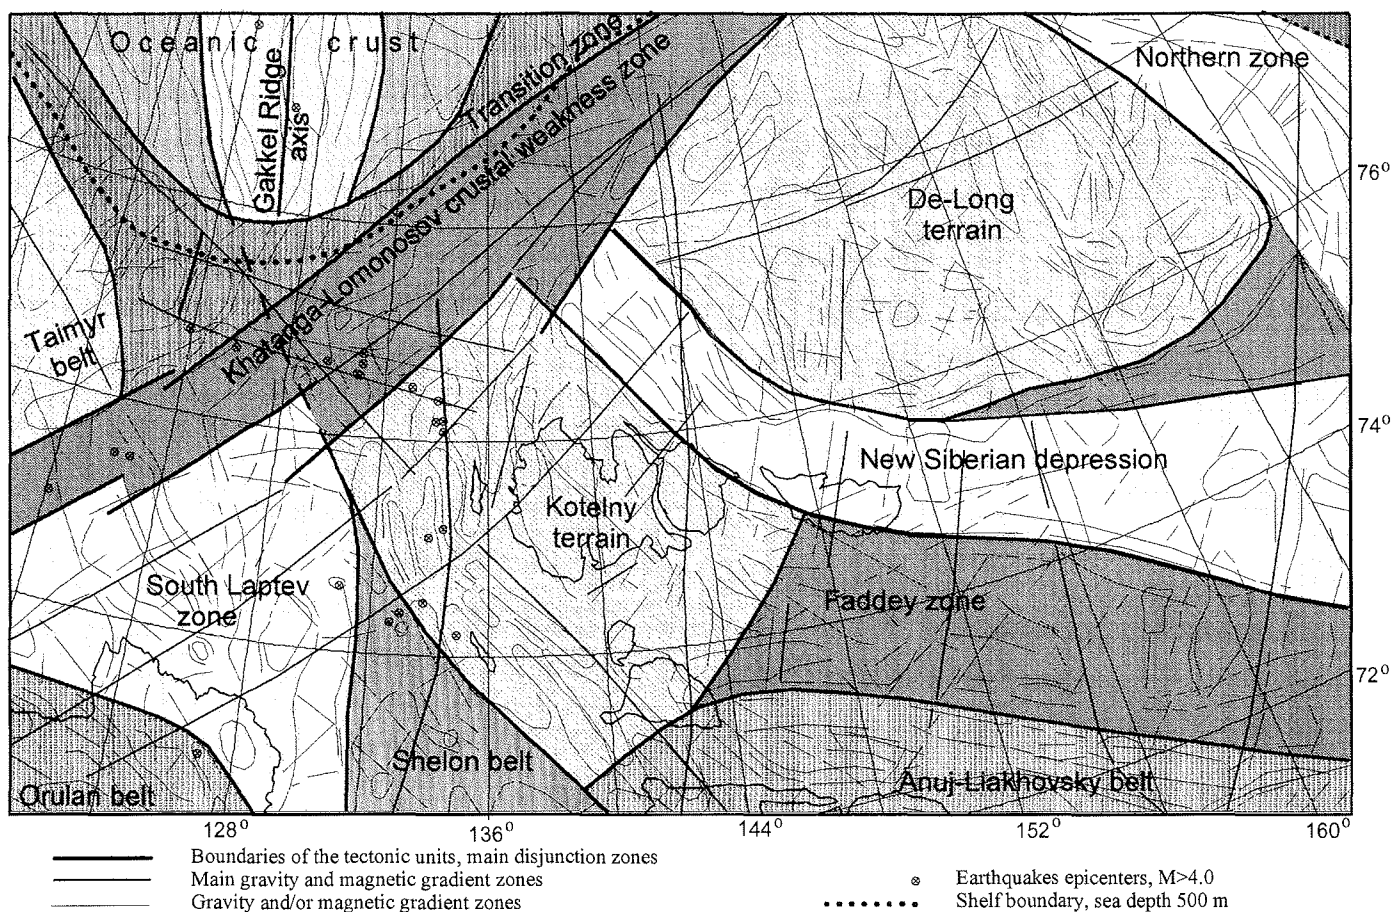 Oceanic crust
Gakkel Ridge
axis
Transition zone
Khatanga-Lomonosov crustal weakness zone
Northern zone
De-Long
terrain
76°
Taimyr
belt
74°
New Siberian depression
Kotelny
terrain
South Laptev
zone
Faddey zone
72°
Shelon belt
Anuj-Liakhovsky belt
Orulan belt
128° 136° 144° 152° 160°
Boundaries of the tectonic units, main disjunction zones
Main gravity and magnetic gradient zones
Gravity and/or magnetic gradient zones
Earthquakes epicenters, M>4.0
Shelf boundary, sea depth 500 m